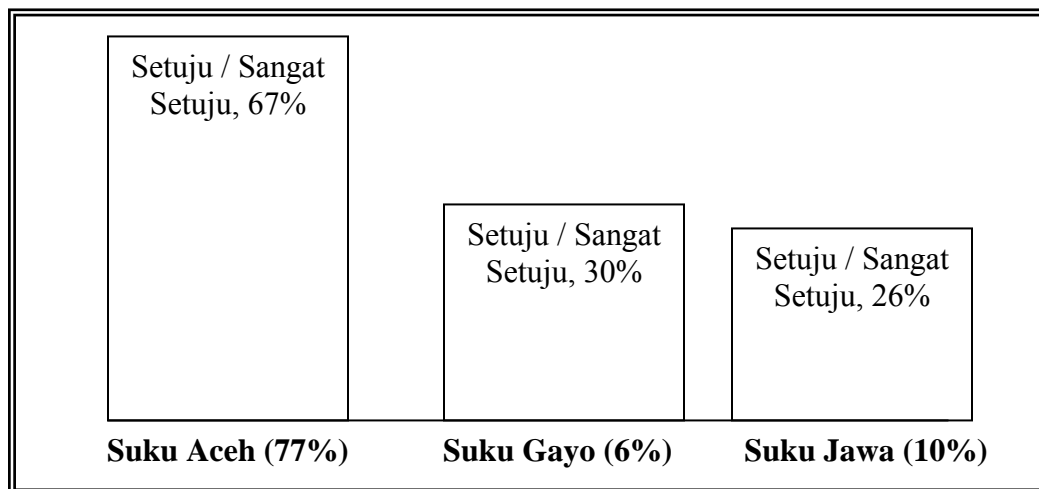 Setuju / Sangat
Setuju, 67%
Setuju / Sangat
Setuju, 30%
Setuju / Sangat
Setuju, 26%
Suku Aceh (77%)
Suku Gayo (6%)
Suku Jawa (10%)